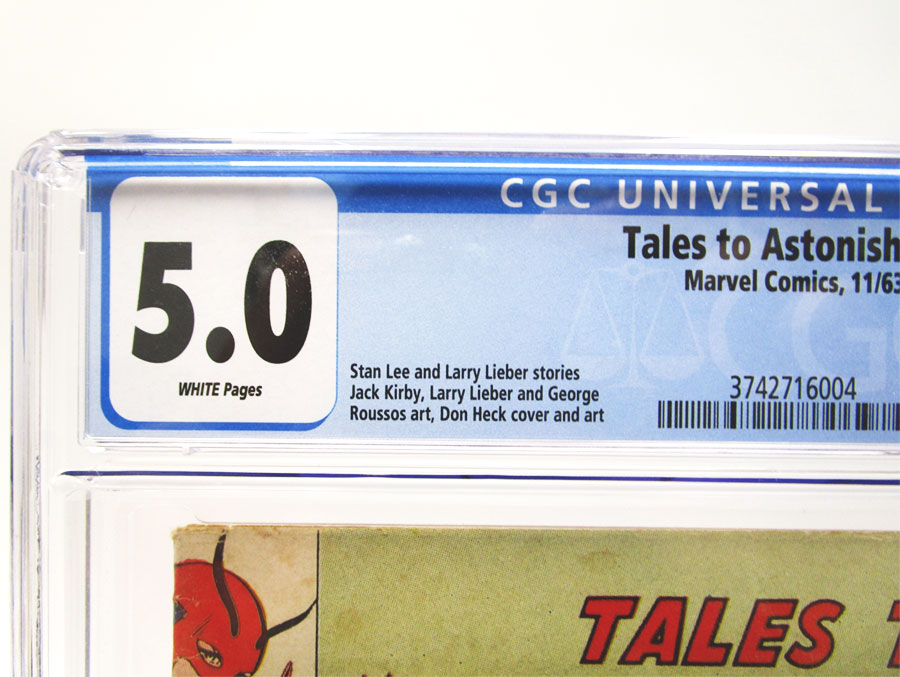 CGC UNIVERSAL
Tales to Astonish
Marvel Comics, 11/63
5.0
WHITE Pages
Stan Lee and Larry Lieber stories
Jack Kirby, Larry Lieber and George
Roussos art, Don Heck cover and art
3742716004
CGC
TALES T